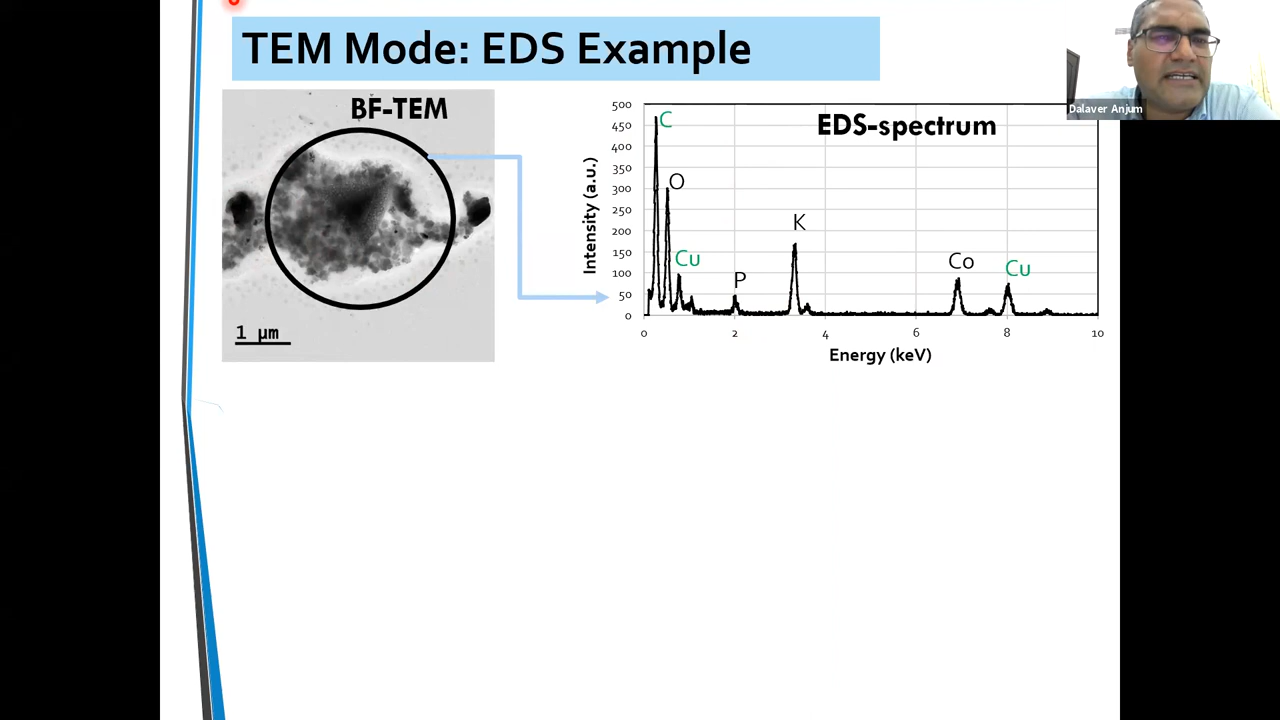 TEM Mode: EDS Example
Dalaver Anjum
BF-TEM
1 µm
EDS-spectrum
Intensity (a.u.)
500
450
400
350
300
250
200
150
100
50
0
C
O
Cu
P
K
Co
Cu
0 2 4 6 8 10
Energy (keV)